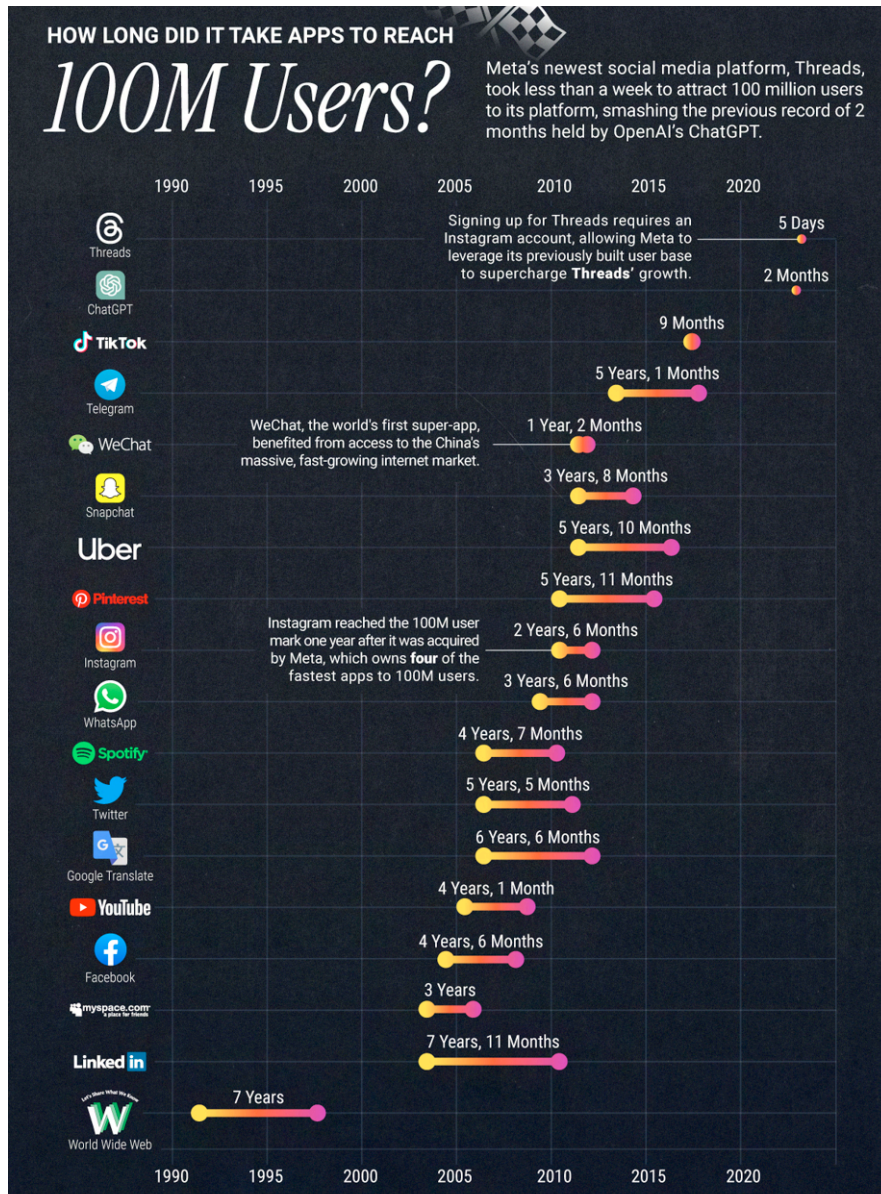 HOW LONG DID IT TAKE APPS TO REACH
100M Users?
Meta's newest social media platform, Threads,
took less than a week to attract 100 million users
to its platform, smashing the previous record of 2
months held by OpenAI's ChatGPT.
1990 1995 2000 2005 2010 2015 2020
Threads
Signing up for Threads requires an
Instagram account, allowing Meta to
leverage its previously built user base
to supercharge Threads' growth.
5 Days
ChatGPT
2 Months
TikTok
9 Months
Telegram
5 Years, 1 Months
WeChat
WeChat, the world's first super-app,
benefited from access to the China's
massive, fast-growing internet market.
1 Year, 2 Months
Snapchat
3 Years, 8 Months
Uber
5 Years, 10 Months
Pinterest
5 Years, 11 Months
Instagram
Instagram reached the 100M user
mark one year after it was acquired
by Meta, which owns four of the
fastest apps to 100M users.
2 Years, 6 Months
WhatsApp
3 Years, 6 Months
Spotify
4 Years, 7 Months
Twitter
5 Years, 5 Months
G 文
Google Translate
6 Years, 6 Months
YouTube
4 Years, 1 Month
Facebook
4 Years, 6 Months
myspace.com
a place for friends
3 Years
Linked in
7 Years, 11 Months
Let's Share What We Know
W
World Wide Web
7 Years
1990 1995 2000 2005 2010 2015 2020